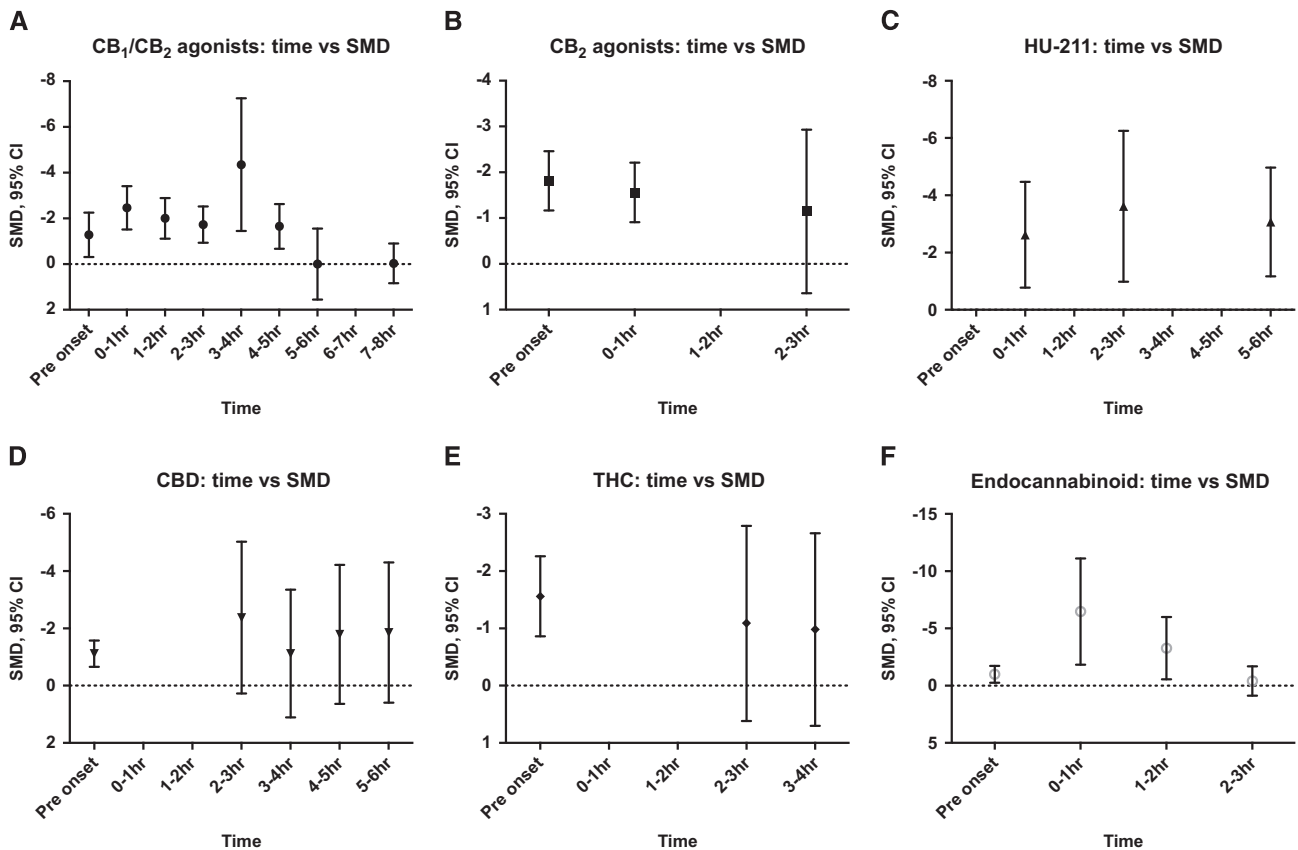 A
CB1/CB2 agonists: time vs SMD
SMD, 95% CI
-8
-6
-4
-2
0
2
Pre onset
0-1hr
1-2hr
2-3hr
3-4hr
4-5hr
5-6hr
6-7hr
7-8hr
Time
B
CB2 agonists: time vs SMD
SMD, 95% CI
-4
-3
-2
-1
0
1
Pre onset
0-1hr
1-2hr
2-3hr
Time
C
HU-211: time vs SMD
SMD, 95% CI
-8
-6
-4
-2
0
Pre onset
0-1hr
1-2hr
2-3hr
3-4hr
4-5hr
5-6hr
Time
D
CBD: time vs SMD
SMD, 95% CI
-6
-4
-2
0
2
Pre onset
0-1hr
1-2hr
2-3hr
3-4hr
4-5hr
5-6hr
Time
E
THC: time vs SMD
SMD, 95% CI
-3
-2
-1
0
1
Pre onset
0-1hr
1-2hr
2-3hr
3-4hr
Time
F
Endocannabinoid: time vs SMD
SMD, 95% CI
-15
-10
-5
0
5
Pre onset
0-1hr
1-2hr
2-3hr
Time